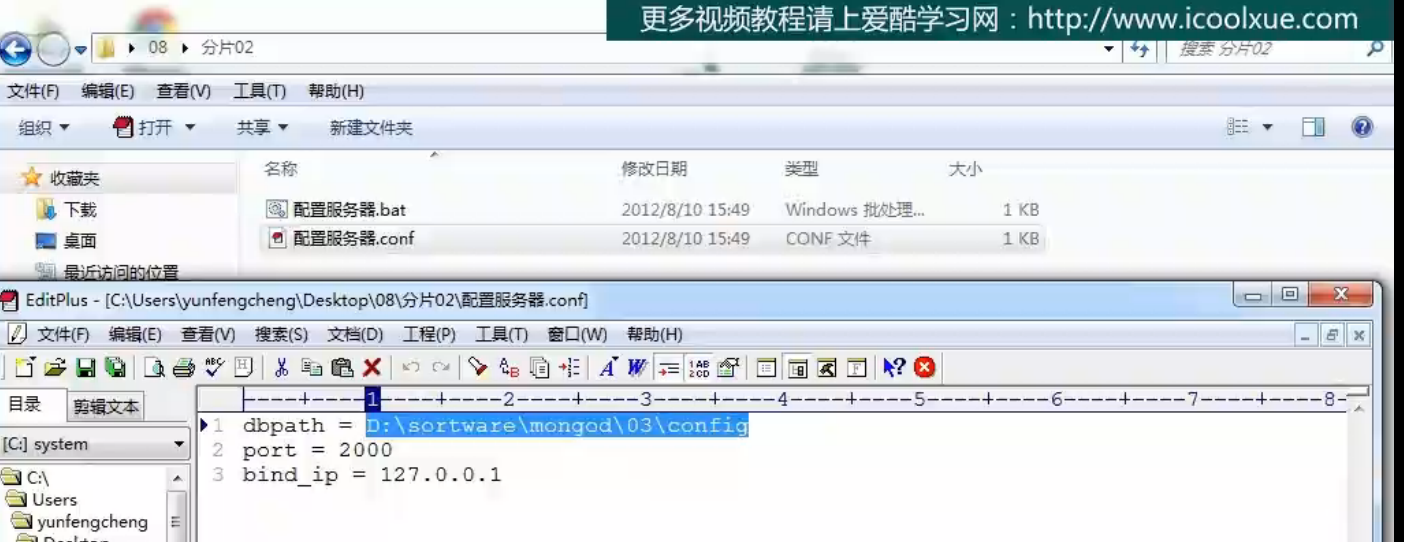 更多视频教程请上爱酷学习网：http://www.icoolxue.com
08 分片02
搜索 分片02
文件(F) 编辑(E) 查看(V) 工具(T) 帮助(H)
组织 打开 共享 新建文件夹
名称 修改日期 类型 大小
收藏夹
下载
桌面
最近访问的位置
配置服务器.bat 2012/8/10 15:49 Windows 批处理... 1 KB
配置服务器.conf 2012/8/10 15:49 CONF 文件 1 KB
EditPlus - [C:\Users\yunfengcheng\Desktop\08\分片02\配置服务器.conf]
文件(F) 编辑(E) 查看(V) 搜索(S) 文档(D) 工程(P) 工具(T) 窗口(W) 帮助(H)
目录 剪辑文本
[C:] system
C:\
Users
yunfengcheng
Desktop
----+----1----+----2----+----3----+----4----+----5----+----6----+----7----+----8-
1 dbpath = D:\sortware\mongod\03\config
2 port = 2000
3 bind_ip = 127.0.0.1